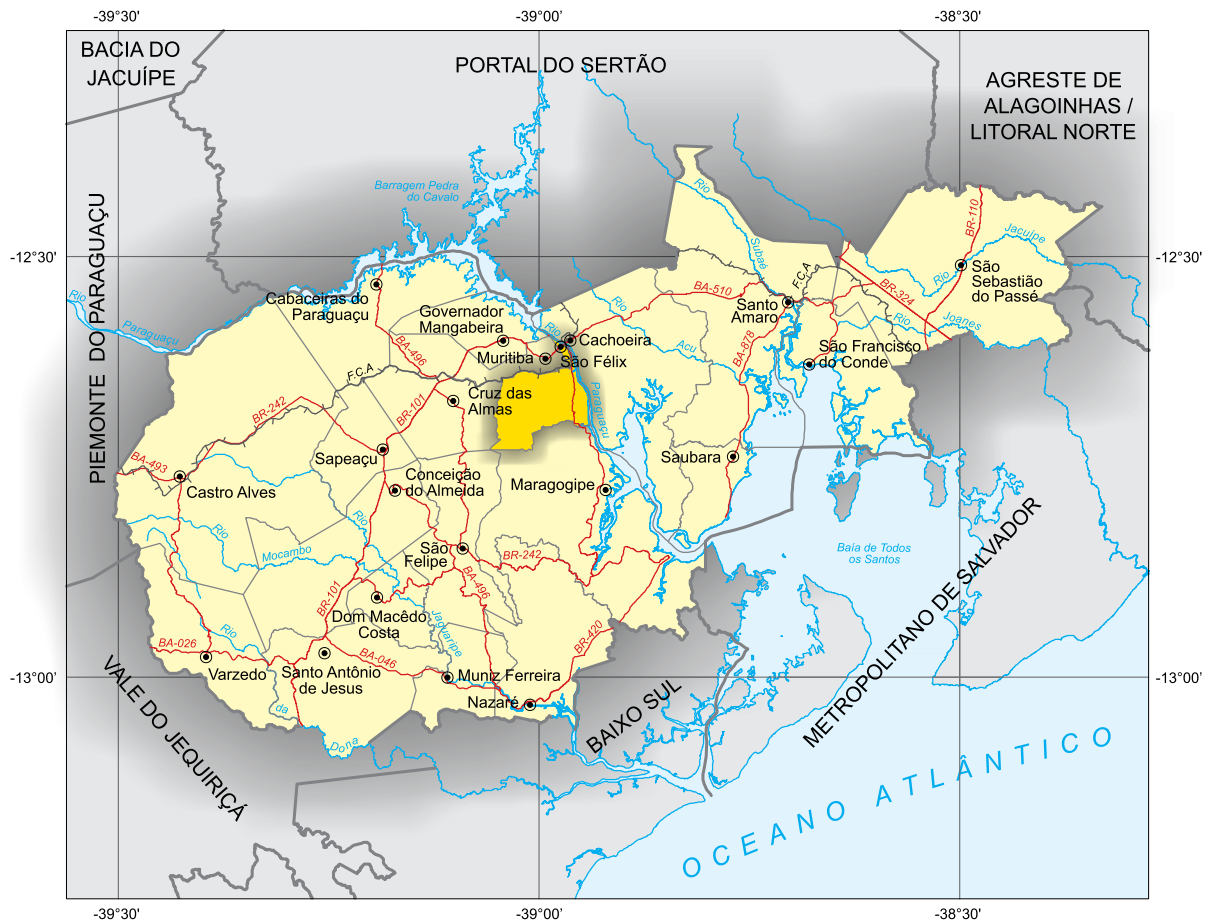 -39°30'
-39°00'
-38°30'
BACIA DO
JACUÍPE
PORTAL DO SERTÃO
AGRESTE DE
ALAGOINHAS /
LITORAL NORTE
PIEMONTE DO PARAGUAÇU
Barragem Pedra
do Cavalo
Rio
Subaé
BR-110
Jacuípe
Rio
-12°30'
-12°30'
F.C.A
BR-324
São
Sebastião
do Passé
Cabaceiras do
Paraguaçu
Rio
Paraguaçu
Governador
Mangabeira
Rio
BA-510
Santo
Amaro
Rio
Joanes
Rio
Cachoeira
Muritiba
São Félix
Acu
BA-878
São Francisco
do Conde
BA-496
F.C.A
Cruz das
Almas
Paraguaçu
BR-242
BR-101
Sapeaçu
BA-493
Castro Alves
Conceição
do Almeida
Maragogipe
Saubara
Rio
Rio
Mocambo
São
Felipe
BR-242
Baía de Todos
os Santos
BR-101
BA-496
Dom Macêdo
Costa
Jaguaripe
BR-420
METROPOLITANO DE SALVADOR
BA-026
Rio
Varzedo
Santo Antônio
de Jesus
BA-046
Muniz Ferreira
Nazaré
-13°00'
-13°00'
da
Dona
VALE DO JEQUIRIÇÁ
BAIXO SUL
OCEANO ATLÂNTICO
-39°30'
-39°00'
-38°30'